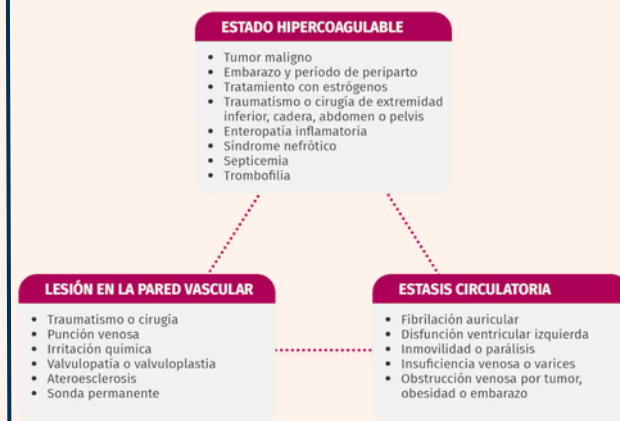 ESTADO HIPERCOAGULABLE
• Tumor maligno
• Embarazo y período de periparto
• Tratamiento con estrógenos
• Traumatismo o cirugía de extremidad
inferior, cadera, abdomen o pelvis
• Enteropatía inflamatoria
• Síndrome nefrótico
• Septicemia
• Trombofilia
LESIÓN EN LA PARED VASCULAR
• Traumatismo o cirugía
• Punción venosa
• Irritación química
• Valvulopatía o valvuloplastia
• Ateroesclerosis
• Sonda permanente
ESTASIS CIRCULATORIA
• Fibrilación auricular
• Disfunción ventricular izquierda
• Inmovilidad o parálisis
• Insuficiencia venosa o varices
• Obstrucción venosa por tumor,
obesidad o embarazo